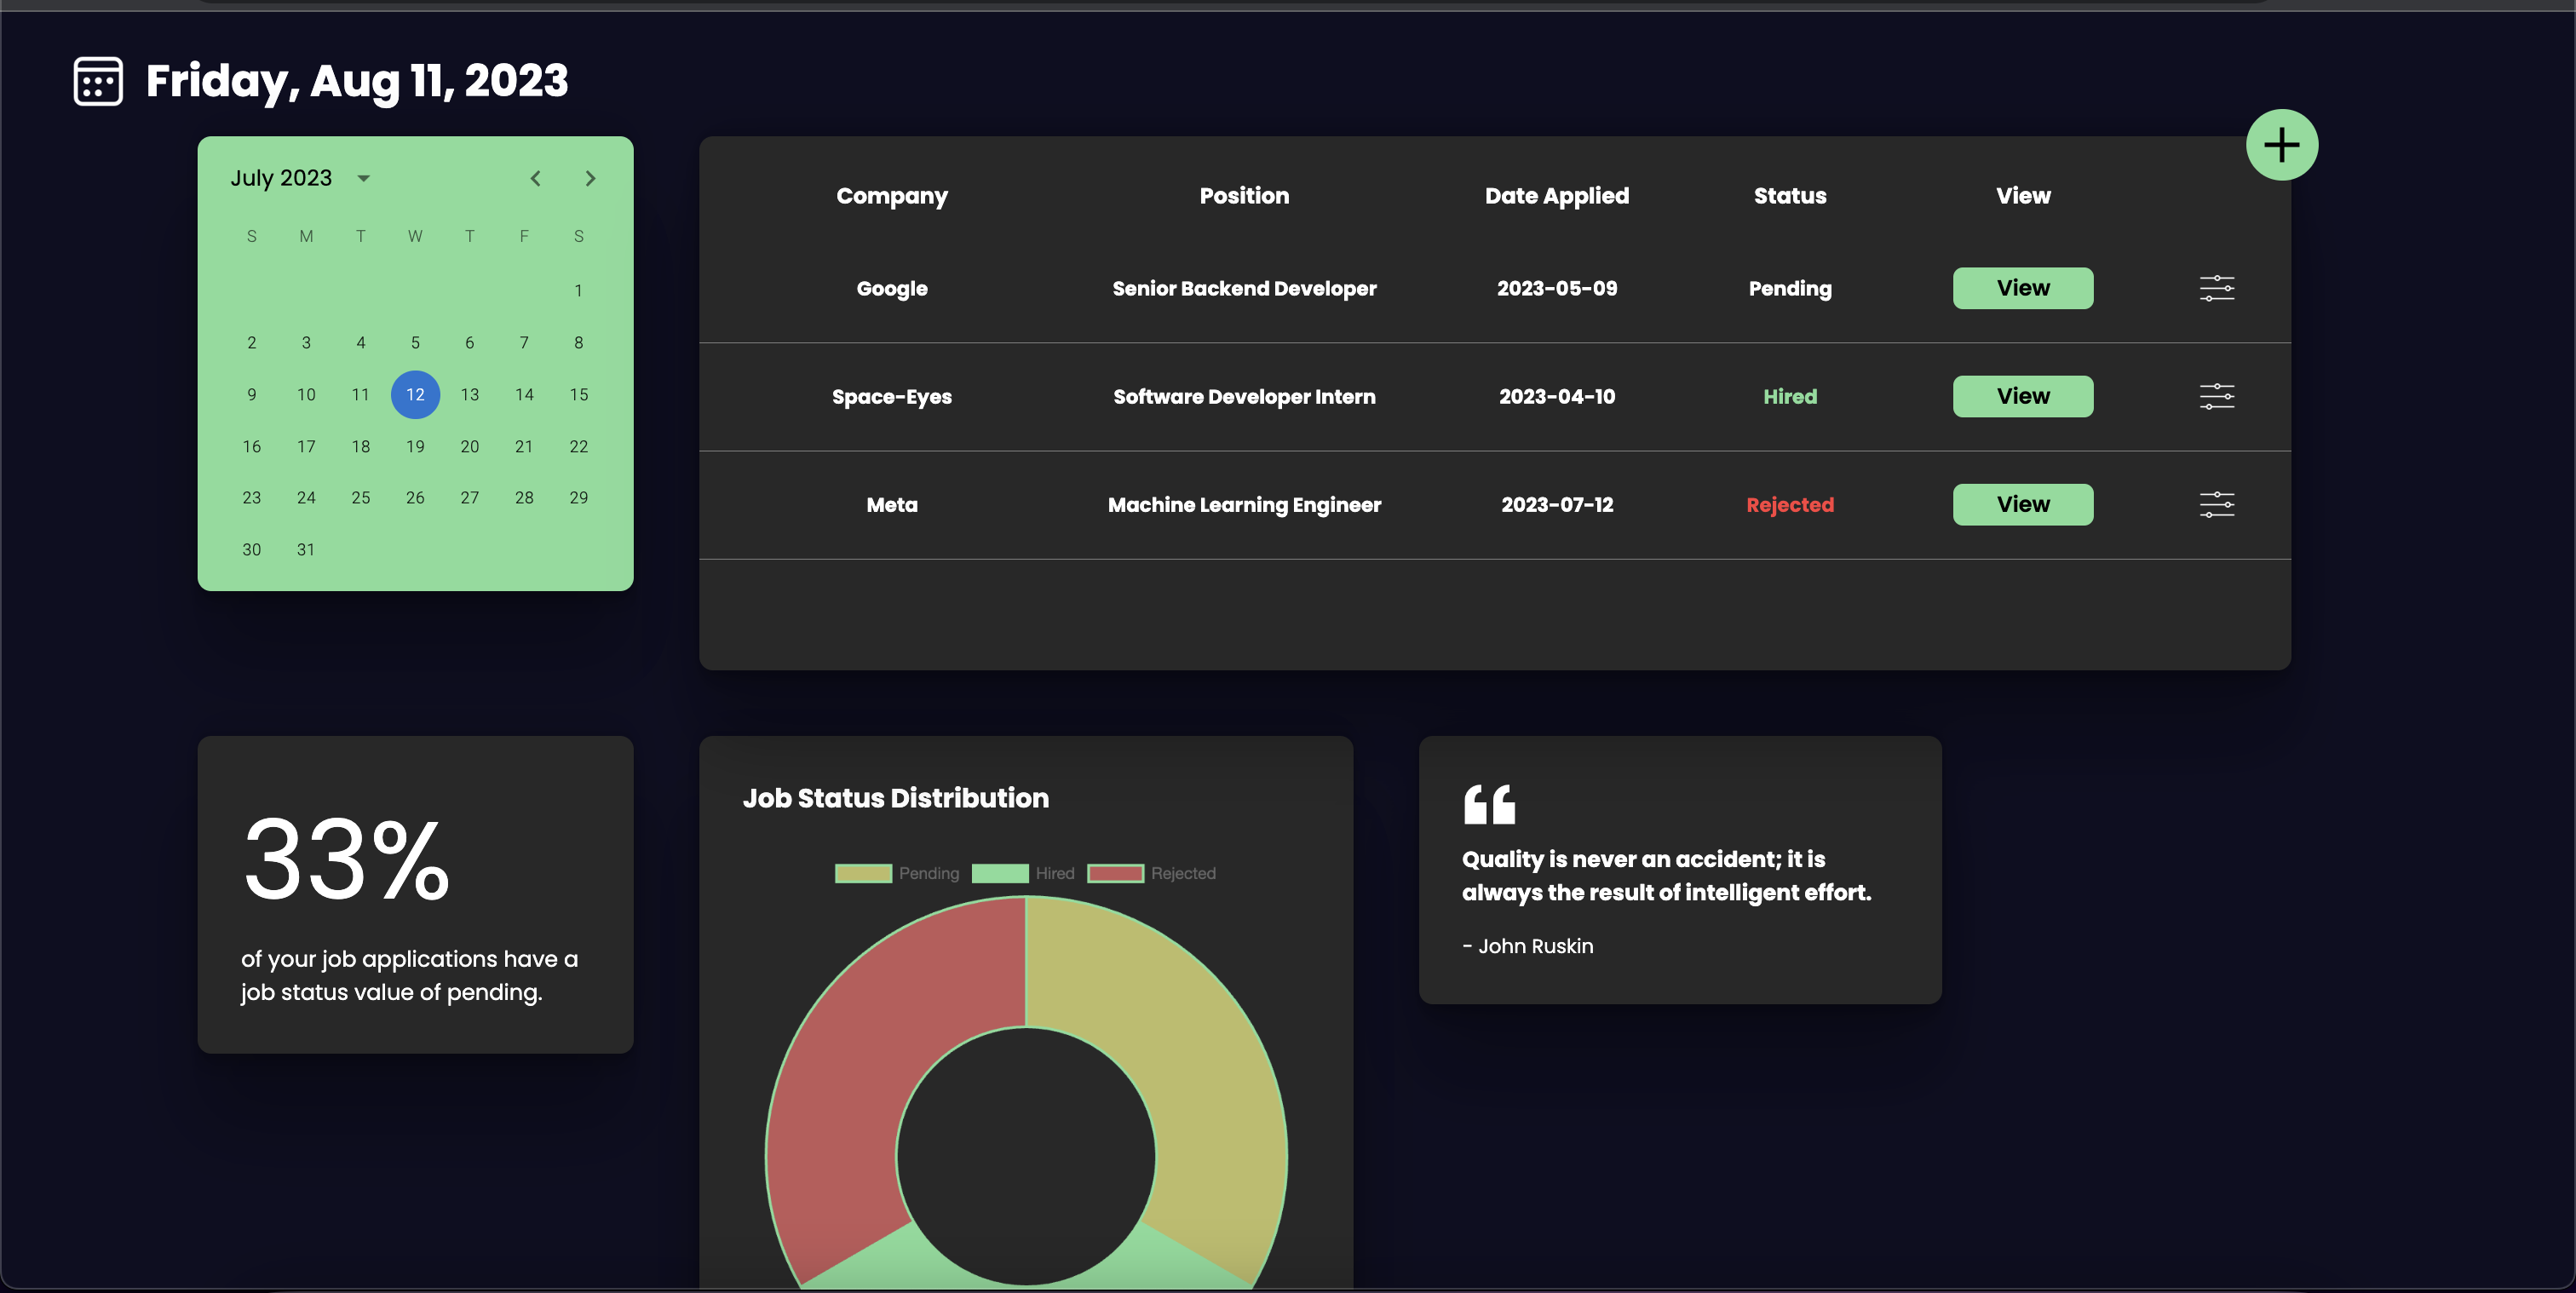 Friday, Aug 11, 2023
July 2023
S M T W T F S
1
2 3 4 5 6 7 8
9 10 11 12 13 14 15
16 17 18 19 20 21 22
23 24 25 26 27 28 29
30 31
Company Position Date Applied Status View
Google Senior Backend Developer 2023-05-09 Pending View
Space-Eyes Software Developer Intern 2023-04-10 Hired View
Meta Machine Learning Engineer 2023-07-12 Rejected View
33%
of your job applications have a
job status value of pending.
Job Status Distribution
Pending Hired Rejected
Quality is never an accident; it is
always the result of intelligent effort.
- John Ruskin